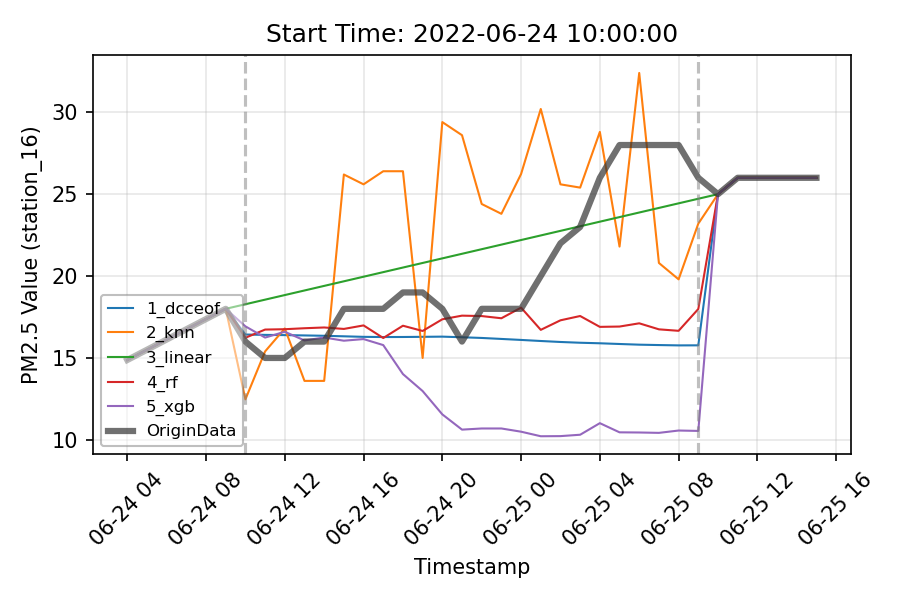 Start Time: 2022-06-24 10:00:00
PM2.5 Value (station_16)
30
25
20
15
10
1_dcceof
2_knn
3_linear
4_rf
5_xgb
OriginData
06-24 04
06-24 08
06-24 12
06-24 16
06-24 20
06-25 00
06-25 04
06-25 08
06-25 12
06-25 16
Timestamp